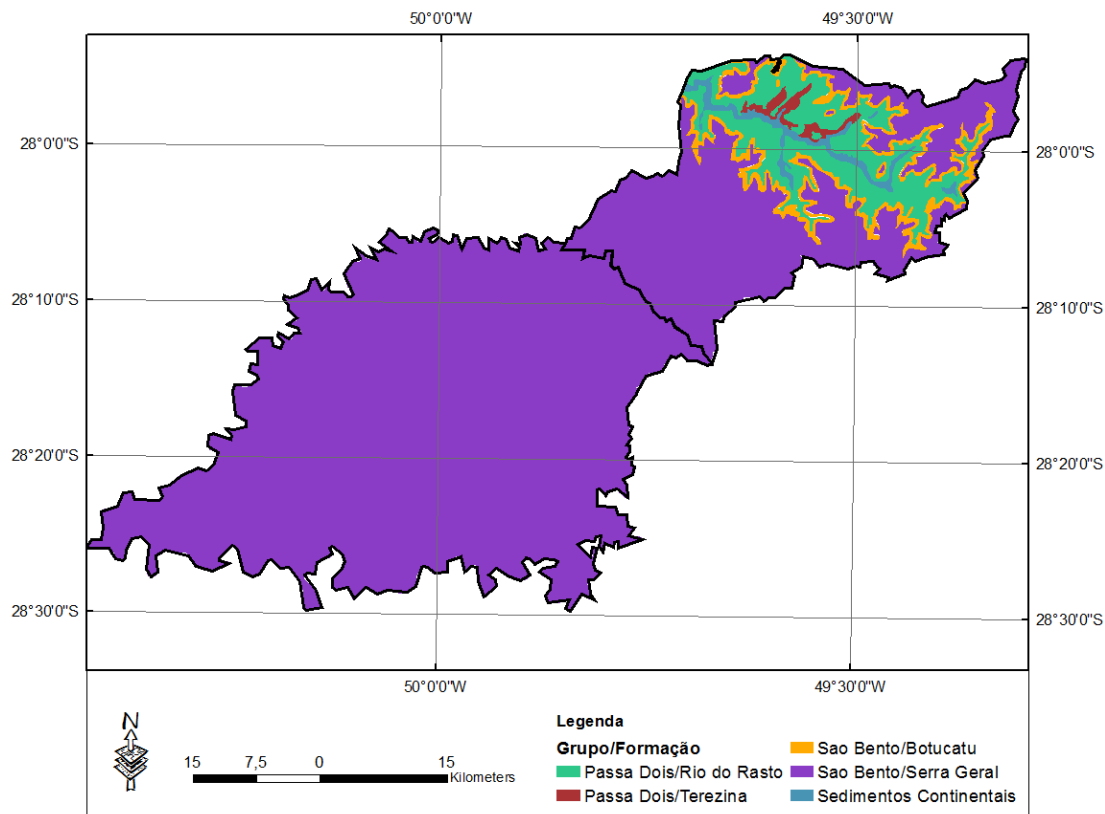 50°0'0"W 49°30'0"W
28°0'0"S 28°0'0"S
28°10'0"S 28°10'0"S
28°20'0"S 28°20'0"S
28°30'0"S 28°30'0"S
50°0'0"W 49°30'0"W
N
15 7,5 0 15
Kilometers
Legenda
Grupo/Formação
Passa Dois/Rio do Rasto
Passa Dois/Terezina
Sao Bento/Botucatu
Sao Bento/Serra Geral
Sedimentos Continentais